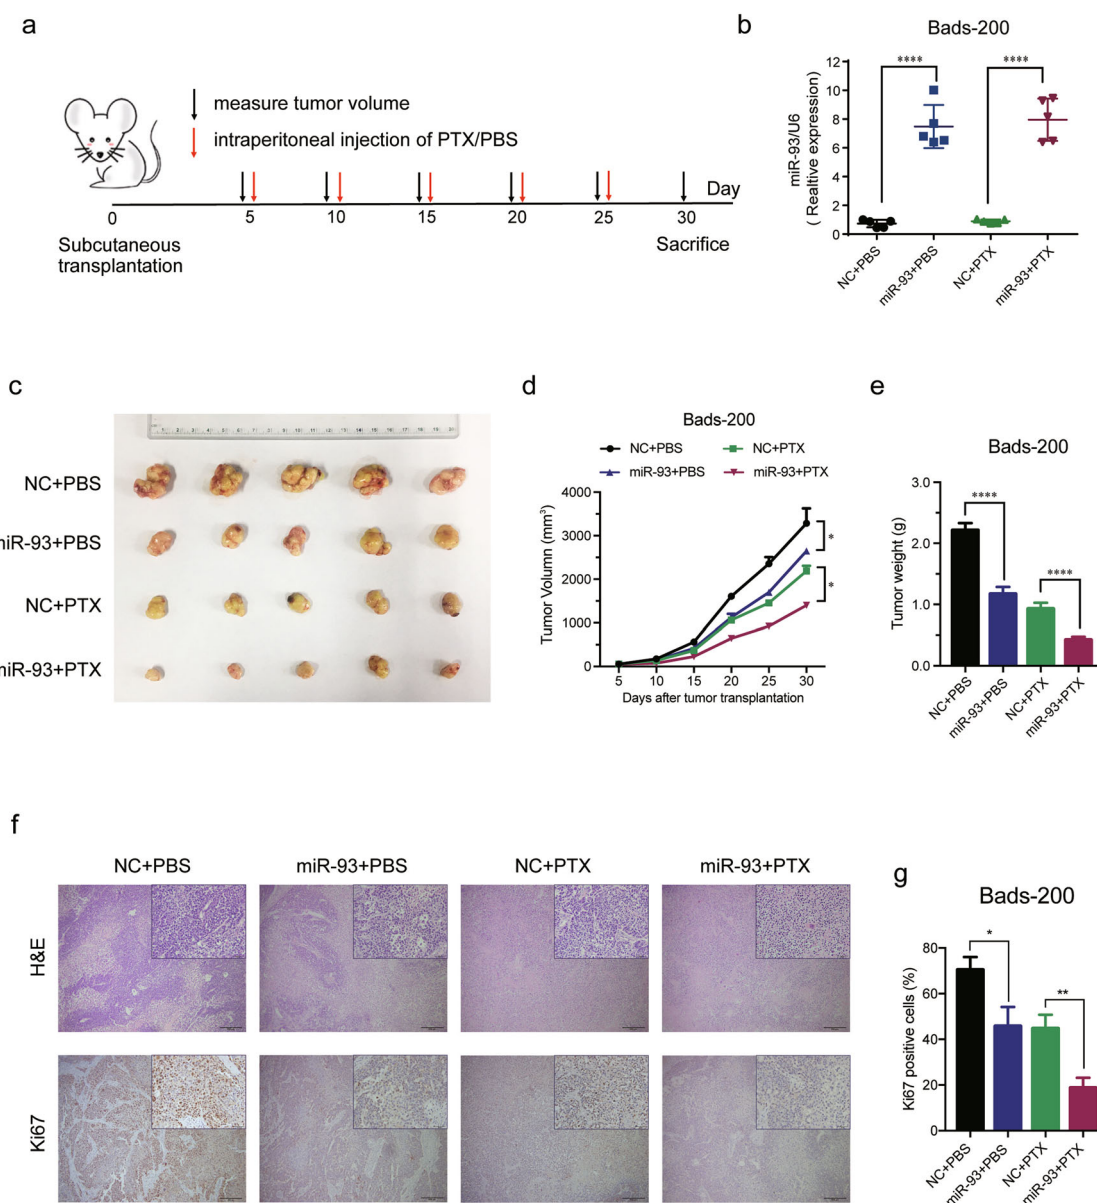 a
measure tumor volume
intraperitoneal injection of PTX/PBS
Day
0
5
10
15
20
25
30
Subcutaneous
transplantation
Sacrifice
b
Bads-200
miR-93/U6
( Realtive expression)
12
10
8
6
4
2
0
****
****
NC+PBS
miR-93+PBS
NC+PTX
miR-93+PTX
c
NC+PBS
miR-93+PBS
NC+PTX
miR-93+PTX
d
Bads-200
NC+PBS
NC+PTX
miR-93+PBS
miR-93+PTX
Tumor Volumn (mm³)
4000
3000
2000
1000
0
*
*
5
10
15
20
25
30
Days after tumor transplantation
e
Bads-200
Tumor weight (g)
3.0
2.0
1.0
0.0
****
****
NC+PBS
miR-93+PBS
NC+PTX
miR-93+PTX
f
NC+PBS
miR-93+PBS
NC+PTX
miR-93+PTX
H&E
Ki67
g
Bads-200
Ki67 positive cells (%)
80
60
40
20
0
*
**
NC+PBS
miR-93+PBS
NC+PTX
miR-93+PTX